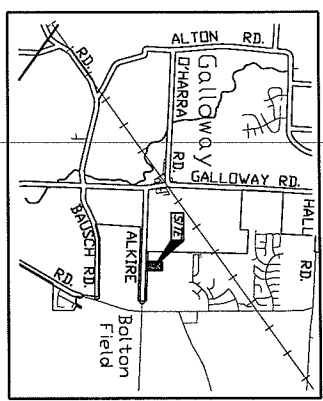 ALTON RD.
RD.
Galloway
O'HARRA RD.
GALLOWAY RD.
HALL RD.
BAUSCH RD.
ALKIRE
SITE
RD.
Bolton
Field